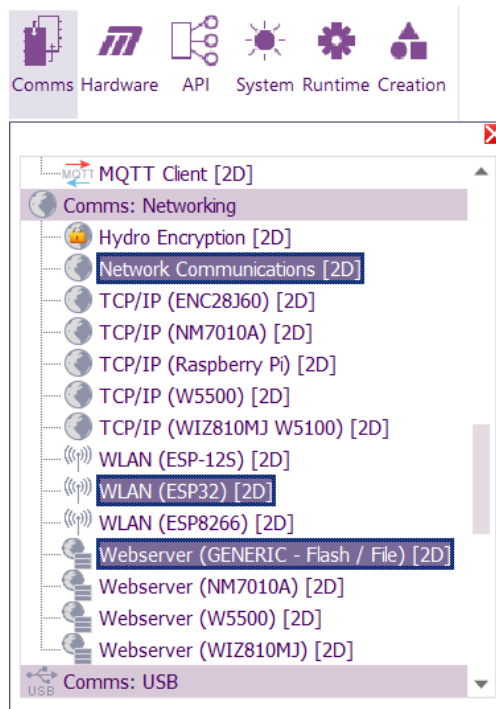 Comms Hardware API System Runtime Creation
MQTT MQTT Client [2D]
Comms: Networking
Hydro Encryption [2D]
Network Communications [2D]
TCP/IP (ENC28J60) [2D]
TCP/IP (NM7010A) [2D]
TCP/IP (Raspberry Pi) [2D]
TCP/IP (W5500) [2D]
TCP/IP (WIZ810MJ W5100) [2D]
WLAN (ESP-12S) [2D]
WLAN (ESP32) [2D]
WLAN (ESP8266) [2D]
Webserver (GENERIC - Flash / File) [2D]
Webserver (NM7010A) [2D]
Webserver (W5500) [2D]
Webserver (WIZ810MJ) [2D]
USB Comms: USB